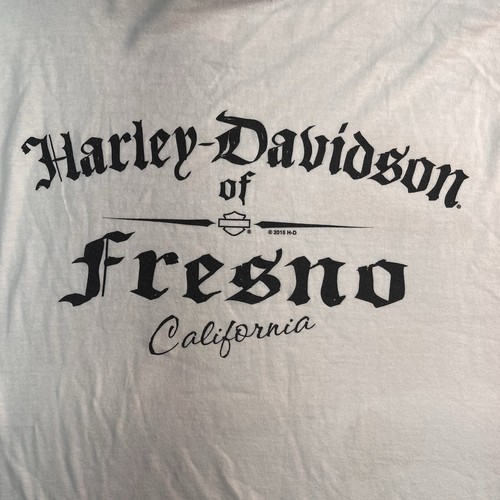 Harley-Davidson
of
® © 2015 H-D
Fresno
California